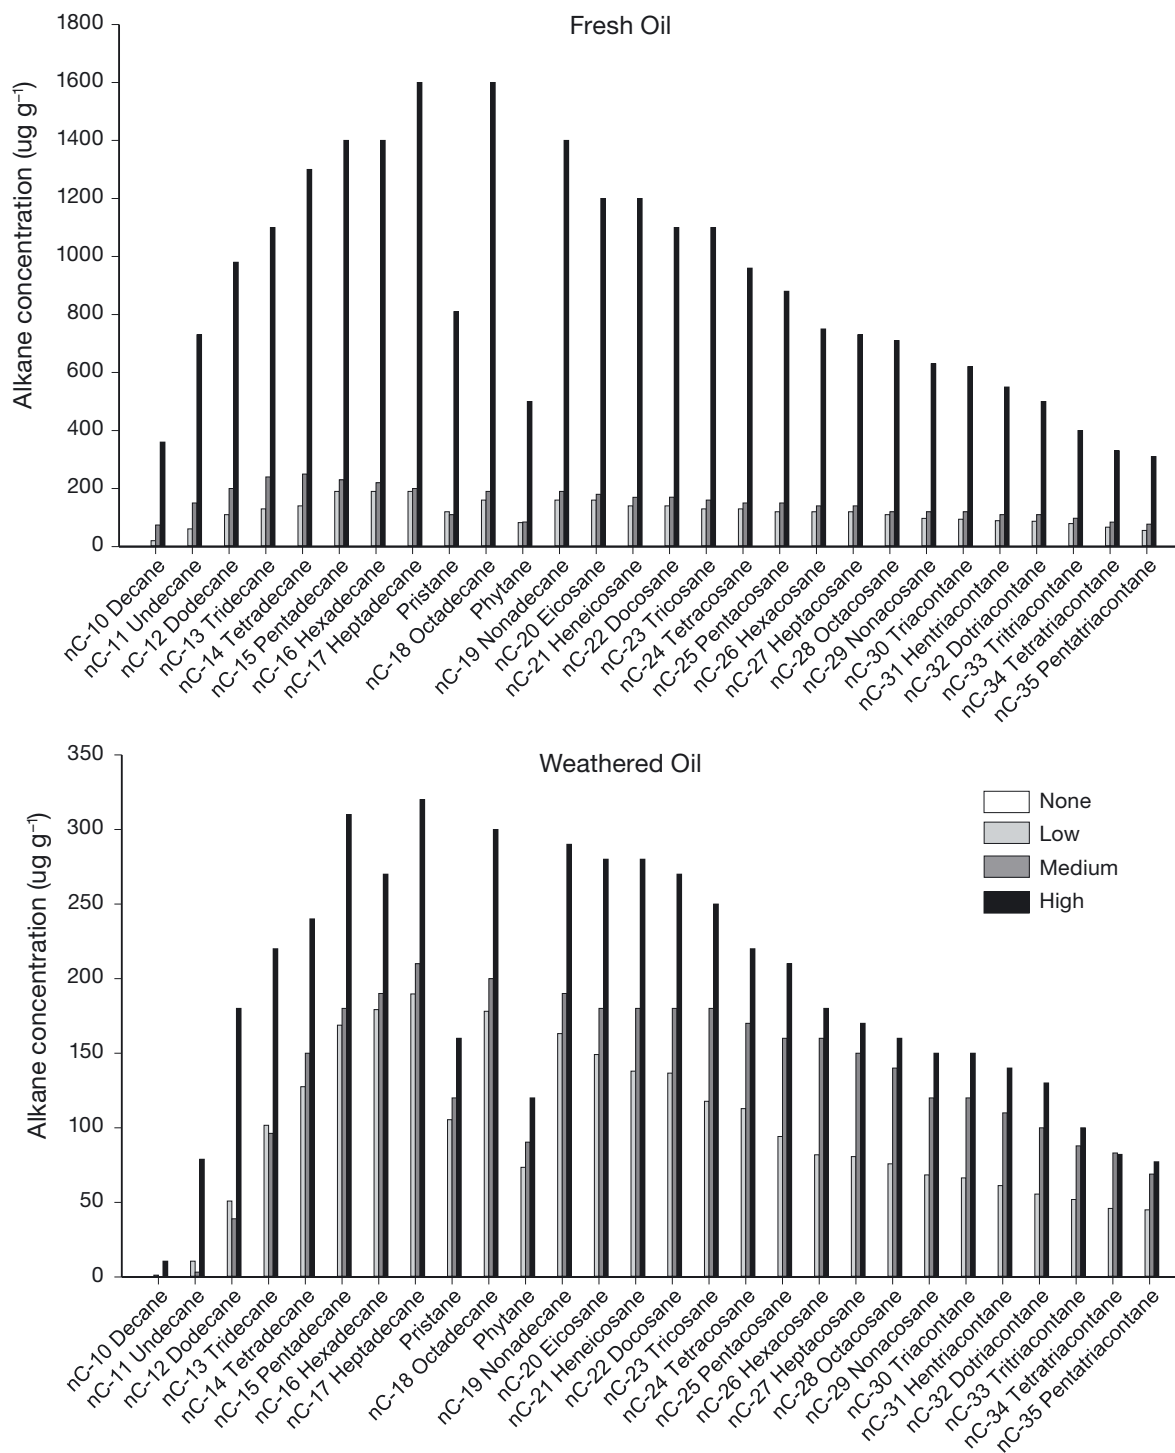 Fresh Oil
Alkane concentration (ug g⁻¹)
1800
1600
1400
1200
1000
800
600
400
200
0
nC-10 Decane
nC-11 Undecane
nC-12 Dodecane
nC-13 Tridecane
nC-14 Tetradecane
nC-15 Pentadecane
nC-16 Hexadecane
nC-17 Heptadecane
Pristane
nC-18 Octadecane
Phytane
nC-19 Nonadecane
nC-20 Eicosane
nC-21 Heneicosane
nC-22 Docosane
nC-23 Tricosane
nC-24 Tetracosane
nC-25 Pentacosane
nC-26 Hexacosane
nC-27 Heptacosane
nC-28 Octacosane
nC-29 Nonacosane
nC-30 Triacontane
nC-31 Hentriacontane
nC-32 Dotriacontane
nC-33 Tritriacontane
nC-34 Tetratriacontane
nC-35 Pentatriacontane
Weathered Oil
Alkane concentration (ug g⁻¹)
350
300
250
200
150
100
50
0
None
Low
Medium
High
nC-10 Decane
nC-11 Undecane
nC-12 Dodecane
nC-13 Tridecane
nC-14 Tetradecane
nC-15 Pentadecane
nC-16 Hexadecane
nC-17 Heptadecane
Pristane
nC-18 Octadecane
Phytane
nC-19 Nonadecane
nC-20 Eicosane
nC-21 Heneicosane
nC-22 Docosane
nC-23 Tricosane
nC-24 Tetracosane
nC-25 Pentacosane
nC-26 Hexacosane
nC-27 Heptacosane
nC-28 Octacosane
nC-29 Nonacosane
nC-30 Triacontane
nC-31 Hentriacontane
nC-32 Dotriacontane
nC-33 Tritriacontane
nC-34 Tetratriacontane
nC-35 Pentatriacontane